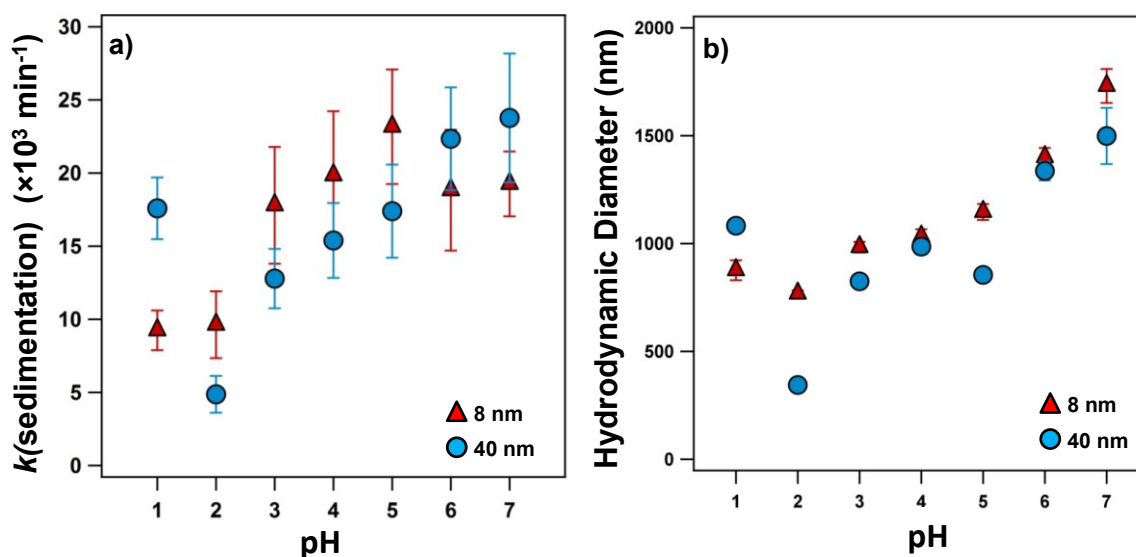 a)
k(sedimentation) (×10³ min⁻¹)
30
25
20
15
10
5
0
1 2 3 4 5 6 7
pH
8 nm
40 nm
b)
Hydrodynamic Diameter (nm)
2000
1500
1000
500
0
1 2 3 4 5 6 7
pH
8 nm
40 nm